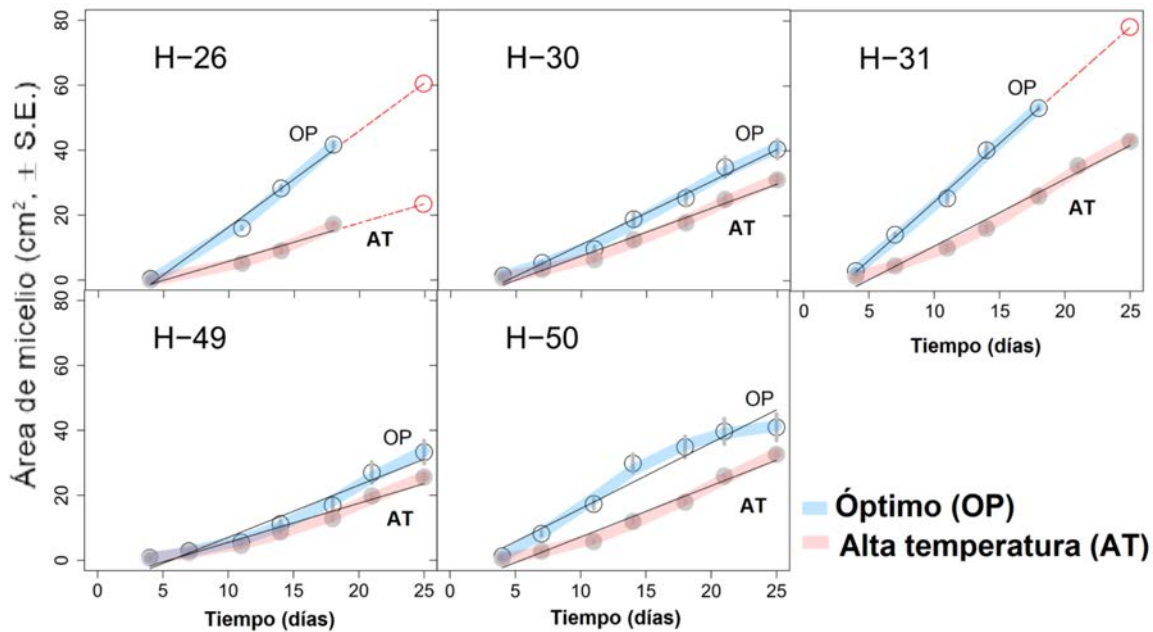 Área de micelio (cm², ± S.E.)
80
60
40
20
0
H−26
OP
AT
H−30
OP
AT
H−31
OP
AT
0 5 10 15 20 25
Tiempo (días)
60
40
20
0
H−49
OP
AT
H−50
OP
AT
0 5 10 15 20 25
0 5 10 15 20 25
Tiempo (días)
Tiempo (días)
Óptimo (OP)
Alta temperatura (AT)